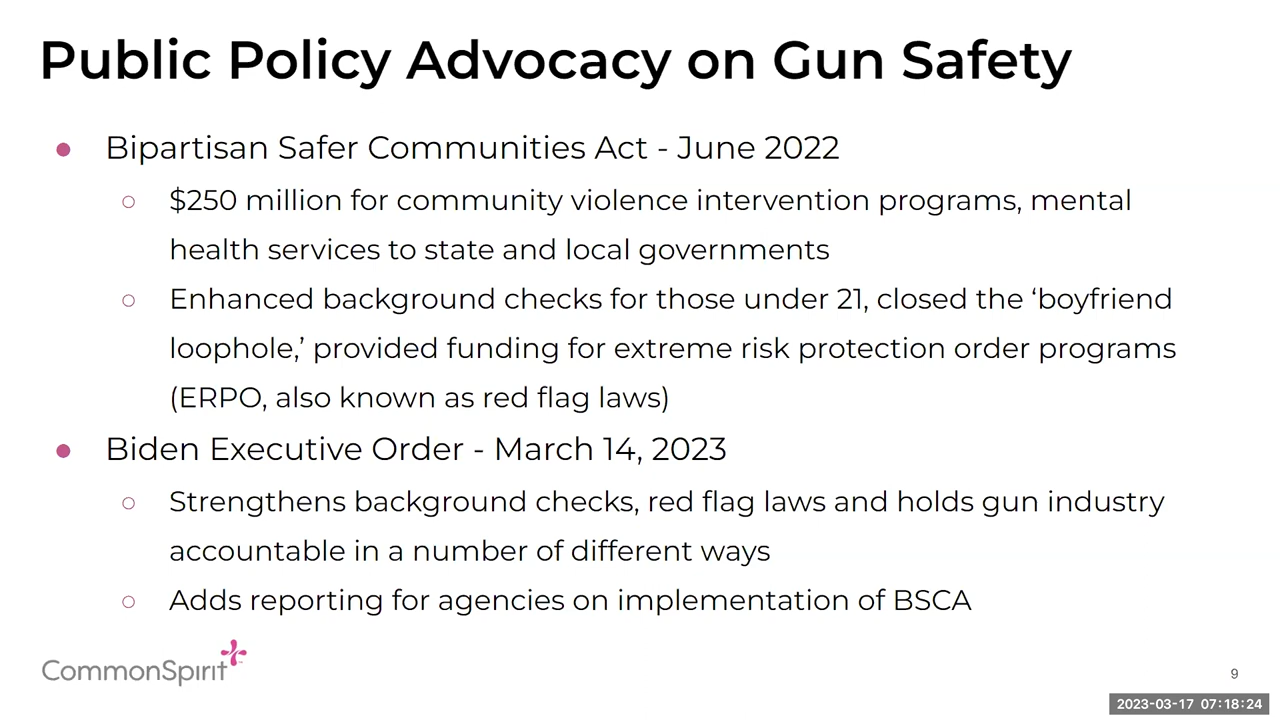 Public Policy Advocacy on Gun Safety
● Bipartisan Safer Communities Act - June 2022
○ $250 million for community violence intervention programs, mental
health services to state and local governments
○ Enhanced background checks for those under 21, closed the ‘boyfriend
loophole,’ provided funding for extreme risk protection order programs
(ERPO, also known as red flag laws)
● Biden Executive Order - March 14, 2023
○ Strengthens background checks, red flag laws and holds gun industry
accountable in a number of different ways
○ Adds reporting for agencies on implementation of BSCA
CommonSpirit
9
2023-03-17 07:18:24